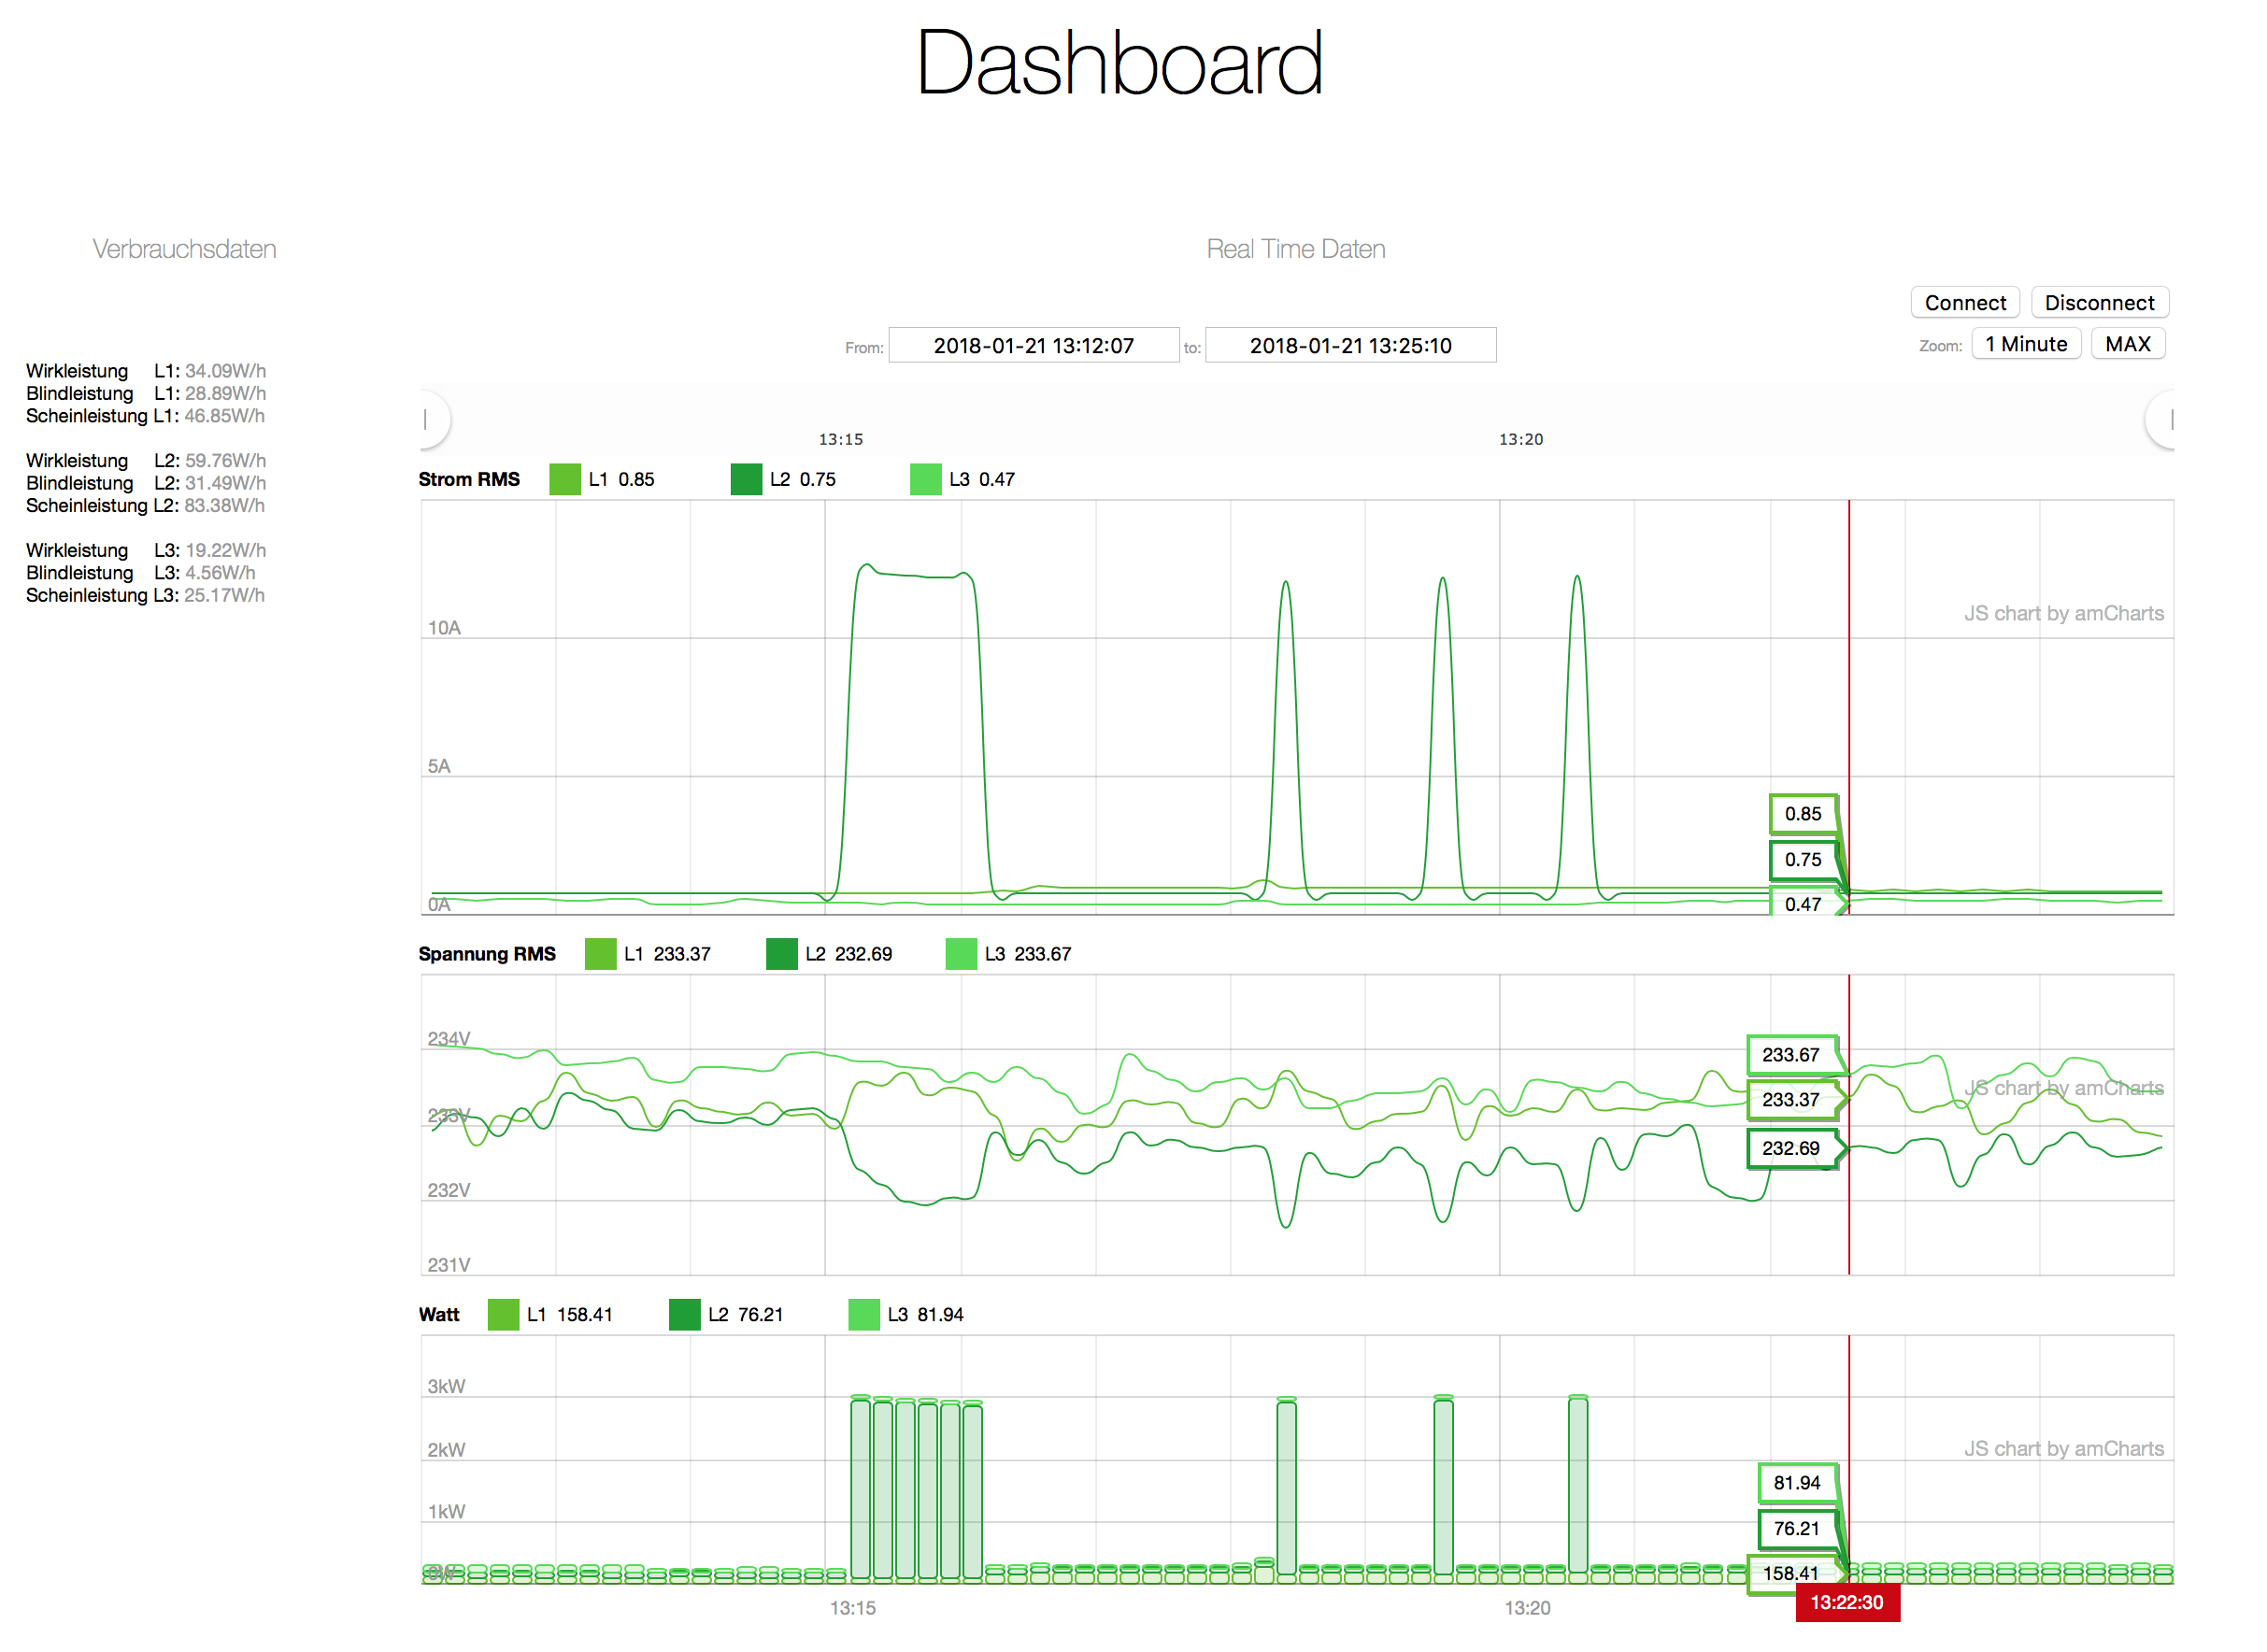 Dashboard
Verbrauchsdaten
Real Time Daten
Connect Disconnect
From: 2018-01-21 13:12:07 to: 2018-01-21 13:25:10
Zoom: 1 Minute MAX
Wirkleistung L1: 34.09W/h
Blindleistung L1: 28.89W/h
Scheinleistung L1: 46.85W/h
Wirkleistung L2: 59.76W/h
Blindleistung L2: 31.49W/h
Scheinleistung L2: 83.38W/h
Wirkleistung L3: 19.22W/h
Blindleistung L3: 4.56W/h
Scheinleistung L3: 25.17W/h
13:15 13:20
Strom RMS L1 0.85 L2 0.75 L3 0.47
JS chart by amCharts
10A
5A
0.85
0.75
0A
0.47
Spannung RMS L1 233.37 L2 232.69 L3 233.67
234V
233.67
JS chart by amCharts
233.37
233V
232.69
232V
231V
Watt L1 158.41 L2 76.21 L3 81.94
3kW
2kW
JS chart by amCharts
81.94
1kW
76.21
0W
158.41
13:15 13:20 13:22:30